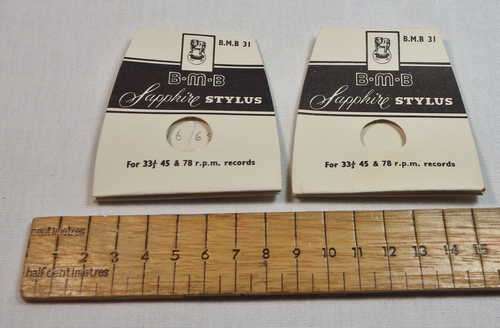 B.M.B 31
B·M·B
Sapphire STYLUS
6/6
For 33⅓ 45 & 78 r.p.m. records
B.M.B 31
B·M·B
Sapphire STYLUS
For 33⅓ 45 & 78 r.p.m. records
centimetres
1 2 3 4 5 6 7 8 9 10 11 12 13 14 15
half centimetres